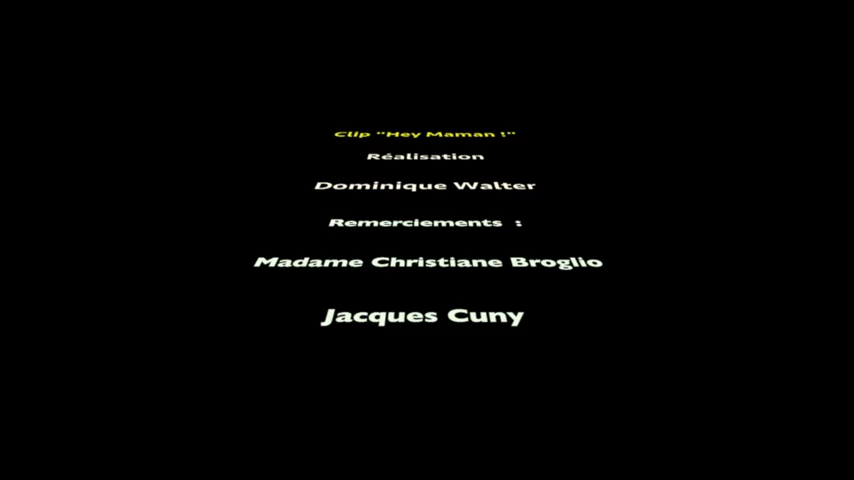 Clip "Hey Maman !"
Réalisation
Dominique Walter
Remerciements :
Madame Christiane Broglio
Jacques Cuny